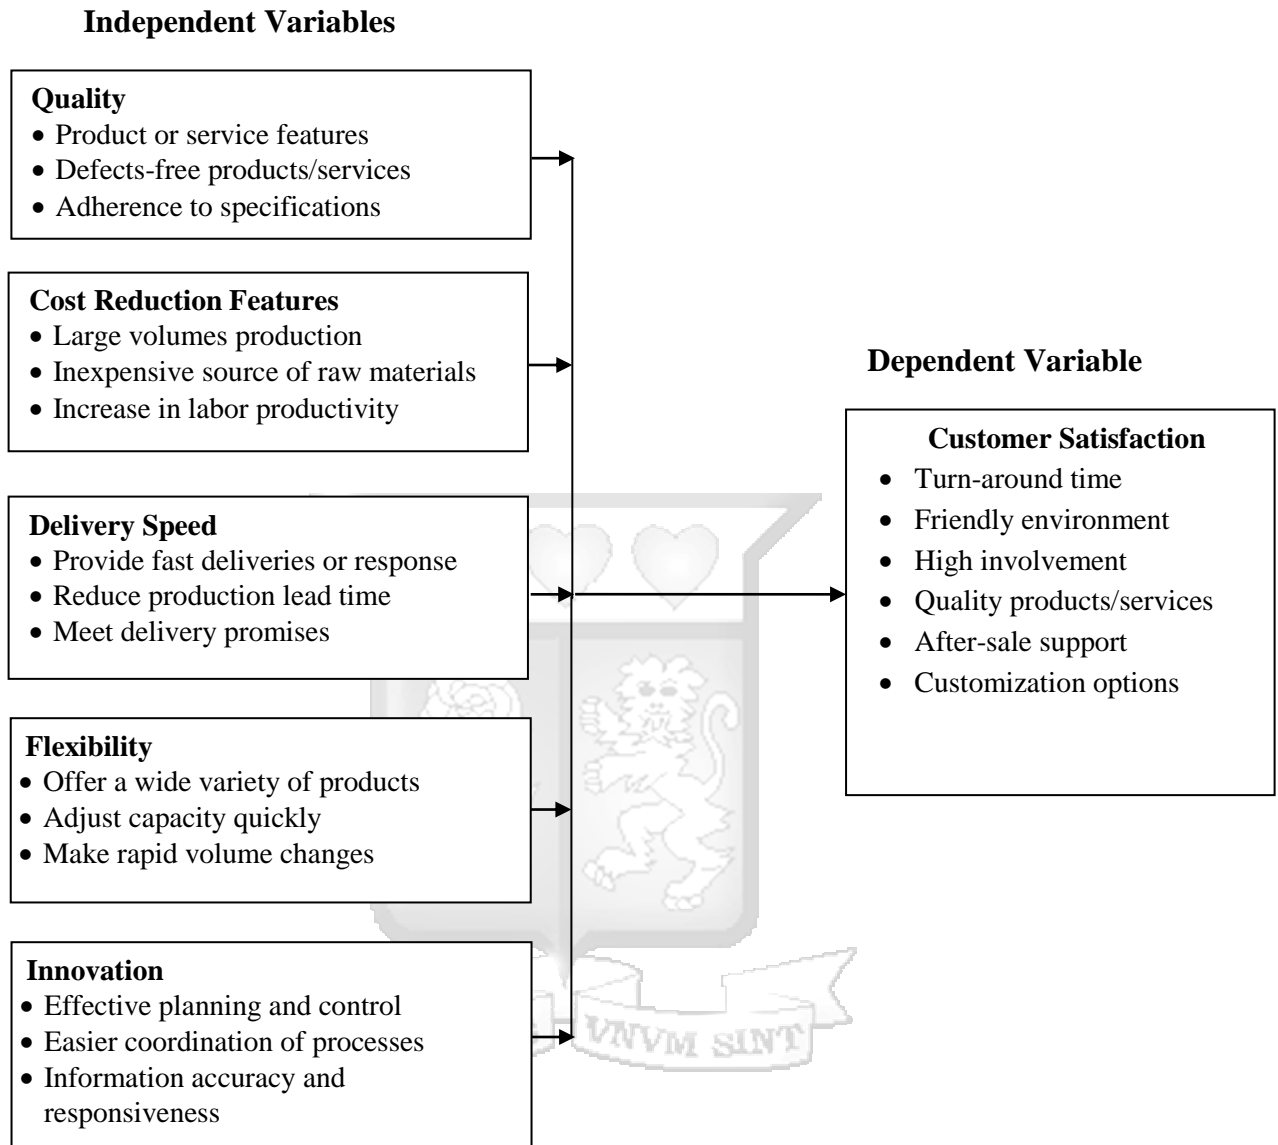 Independent Variables
Quality
• Product or service features
• Defects-free products/services
• Adherence to specifications
Cost Reduction Features
• Large volumes production
• Inexpensive source of raw materials
• Increase in labor productivity
Delivery Speed
• Provide fast deliveries or response
• Reduce production lead time
• Meet delivery promises
Flexibility
• Offer a wide variety of products
• Adjust capacity quickly
• Make rapid volume changes
Innovation
• Effective planning and control
• Easier coordination of processes
• Information accuracy and
responsiveness
Dependent Variable
Customer Satisfaction
• Turn-around time
• Friendly environment
• High involvement
• Quality products/services
• After-sale support
• Customization options
VNVM SINT